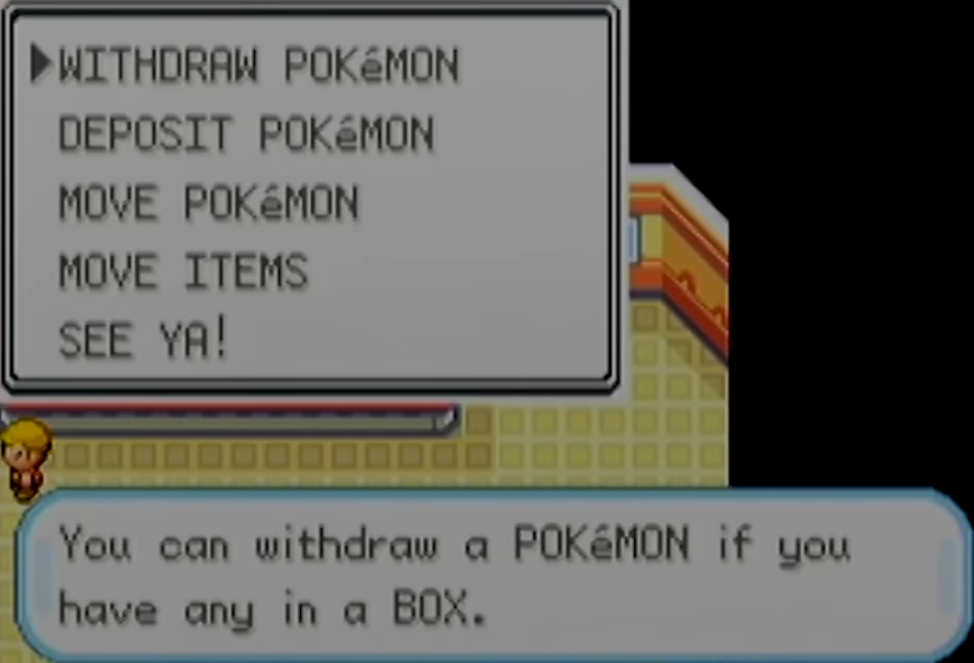 ▶WITHDRAW POKéMON
DEPOSIT POKéMON
MOVE POKéMON
MOVE ITEMS
SEE YA!
You can withdraw a POKéMON if you
have any in a BOX.